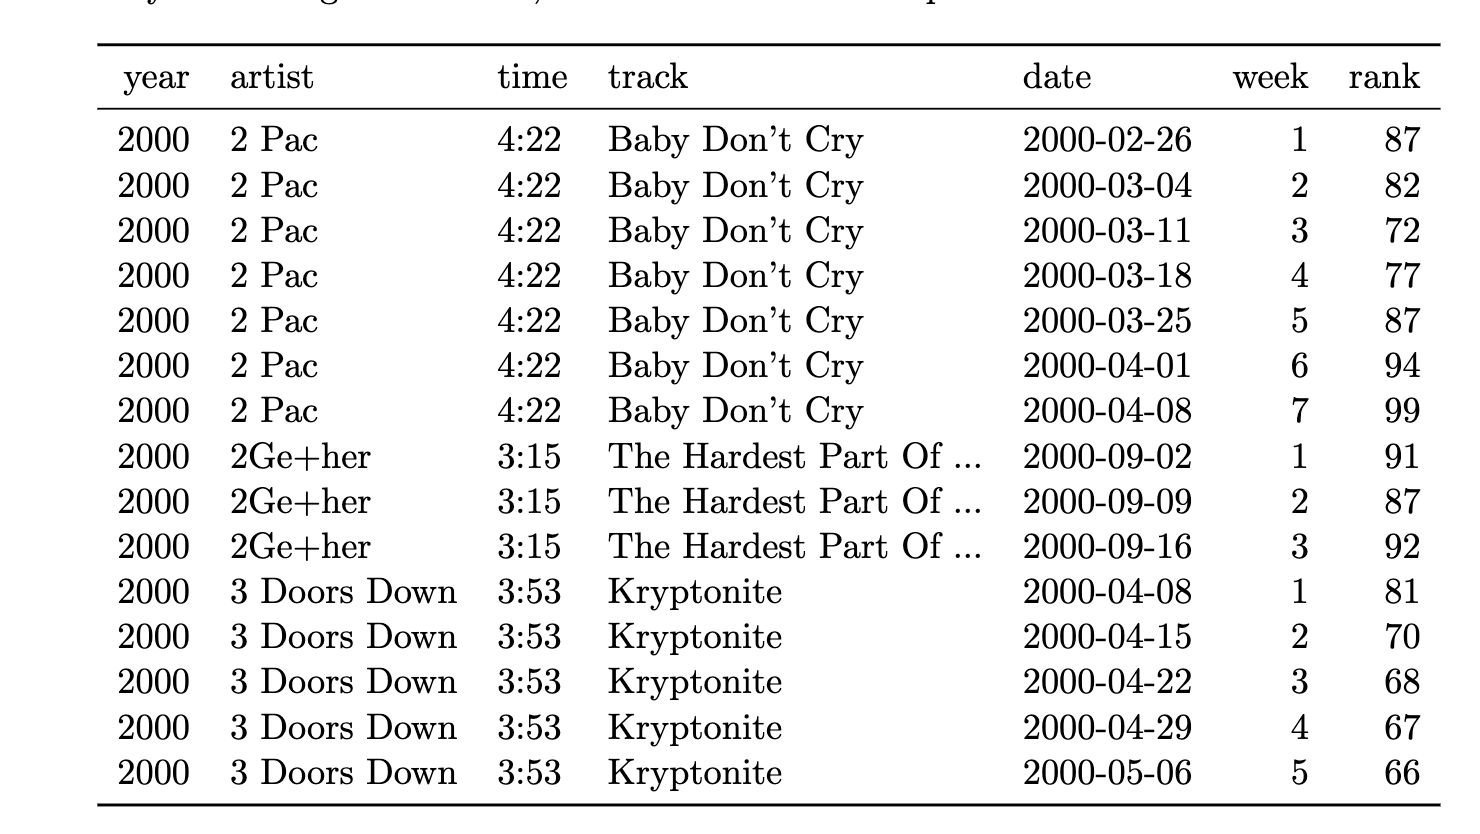 year artist time track date week rank
2000 2 Pac 4:22 Baby Don't Cry 2000-02-26 1 87
2000 2 Pac 4:22 Baby Don't Cry 2000-03-04 2 82
2000 2 Pac 4:22 Baby Don't Cry 2000-03-11 3 72
2000 2 Pac 4:22 Baby Don't Cry 2000-03-18 4 77
2000 2 Pac 4:22 Baby Don't Cry 2000-03-25 5 87
2000 2 Pac 4:22 Baby Don't Cry 2000-04-01 6 94
2000 2 Pac 4:22 Baby Don't Cry 2000-04-08 7 99
2000 2Ge+her 3:15 The Hardest Part Of ... 2000-09-02 1 91
2000 2Ge+her 3:15 The Hardest Part Of ... 2000-09-09 2 87
2000 2Ge+her 3:15 The Hardest Part Of ... 2000-09-16 3 92
2000 3 Doors Down 3:53 Kryptonite 2000-04-08 1 81
2000 3 Doors Down 3:53 Kryptonite 2000-04-15 2 70
2000 3 Doors Down 3:53 Kryptonite 2000-04-22 3 68
2000 3 Doors Down 3:53 Kryptonite 2000-04-29 4 67
2000 3 Doors Down 3:53 Kryptonite 2000-05-06 5 66